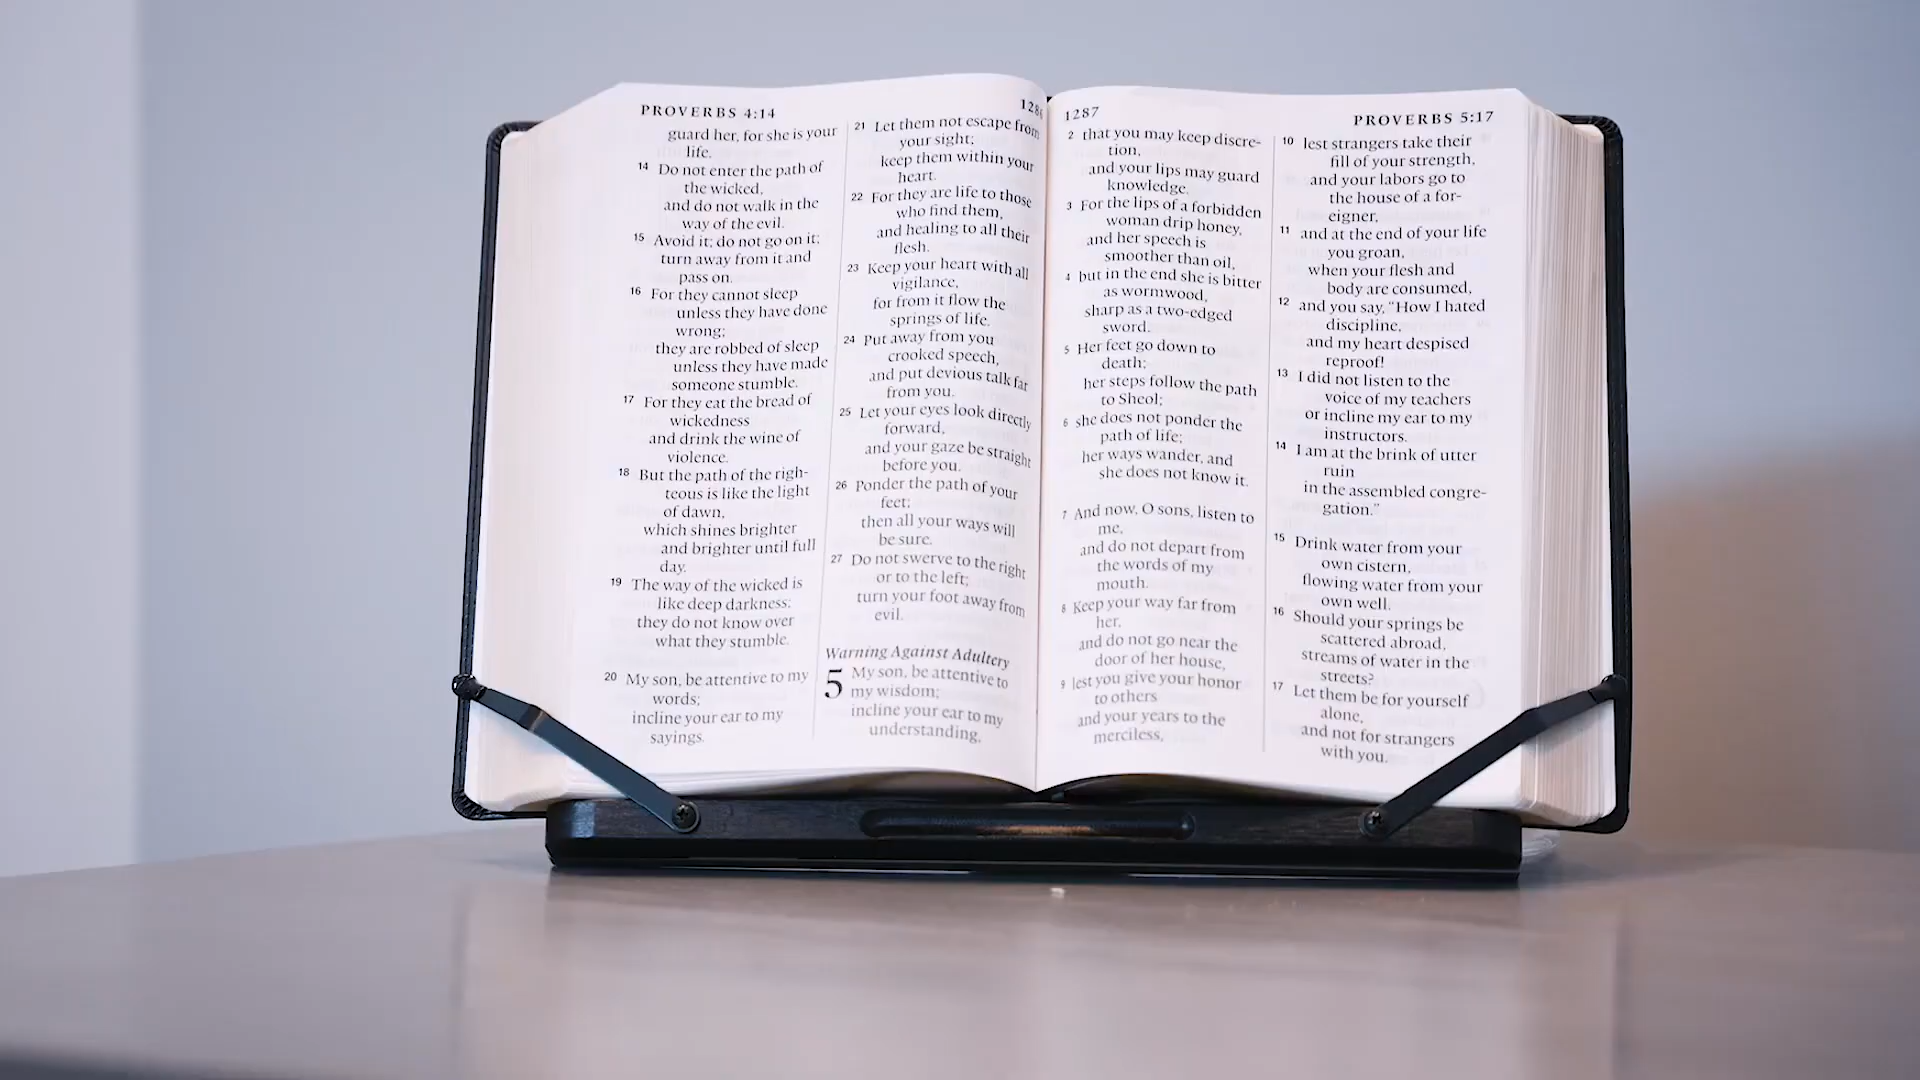 PROVERBS 4:14
guard her, for she is your
life.
14 Do not enter the path of
the wicked,
and do not walk in the
way of the evil.
15 Avoid it; do not go on it;
turn away from it and
pass on.
16 For they cannot sleep
unless they have done
wrong;
they are robbed of sleep
unless they have made
someone stumble.
17 For they eat the bread of
wickedness
and drink the wine of
violence.
18 But the path of the righ-
teous is like the light
of dawn,
which shines brighter
and brighter until full
day.
19 The way of the wicked is
like deep darkness;
they do not know over
what they stumble.
20 My son, be attentive to my
words;
incline your ear to my
sayings.
1286
21 Let them not escape from
your sight;
keep them within your
heart.
22 For they are life to those
who find them,
and healing to all their
flesh.
23 Keep your heart with all
vigilance,
for from it flow the
springs of life.
24 Put away from you
crooked speech,
and put devious talk far
from you.
25 Let your eyes look directly
forward,
and your gaze be straight
before you.
26 Ponder the path of your
feet;
then all your ways will
be sure.
27 Do not swerve to the right
or to the left;
turn your foot away from
evil.
Warning Against Adultery
5 My son, be attentive to
my wisdom;
incline your ear to my
understanding,
1287
2 that you may keep discre-
tion,
and your lips may guard
knowledge.
3 For the lips of a forbidden
woman drip honey,
and her speech is
smoother than oil,
4 but in the end she is bitter
as wormwood,
sharp as a two-edged
sword.
5 Her feet go down to
death;
her steps follow the path
to Sheol;
6 she does not ponder the
path of life;
her ways wander, and
she does not know it.
7 And now, O sons, listen to
me,
and do not depart from
the words of my
mouth.
8 Keep your way far from
her,
and do not go near the
door of her house,
9 lest you give your honor
to others
and your years to the
merciless,
PROVERBS 5:17
10 lest strangers take their
fill of your strength,
and your labors go to
the house of a for-
eigner,
11 and at the end of your life
you groan,
when your flesh and
body are consumed,
12 and you say, "How I hated
discipline,
and my heart despised
reproof!
13 I did not listen to the
voice of my teachers
or incline my ear to my
instructors.
14 I am at the brink of utter
ruin
in the assembled congre-
gation."
15 Drink water from your
own cistern,
flowing water from your
own well.
16 Should your springs be
scattered abroad,
streams of water in the
streets?
17 Let them be for yourself
alone,
and not for strangers
with you.